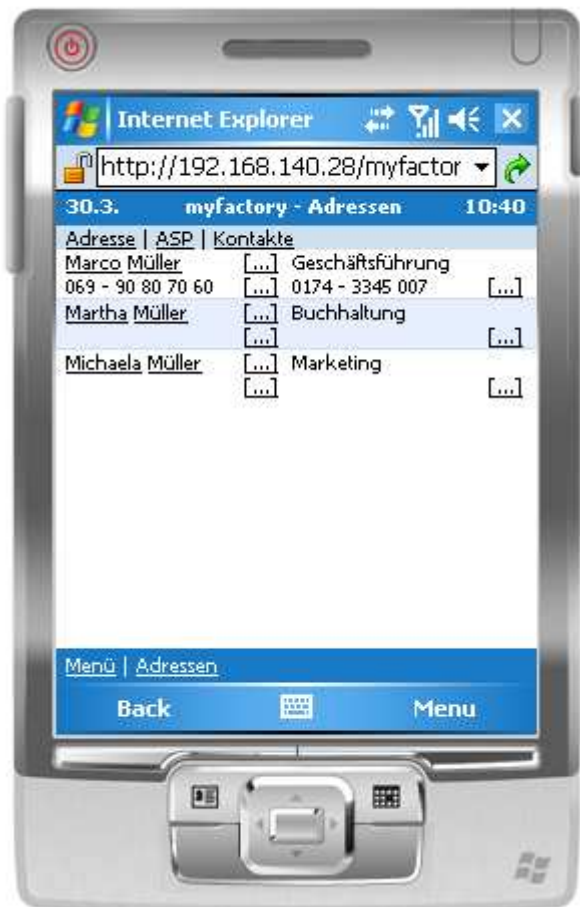 Internet Explorer
http://192.168.140.28/myfactor
30.3. myfactory - Adressen 10:40
Adresse | ASP | Kontakte
Marco Müller [...] Geschäftsführung
069 - 90 80 70 60 [...] 0174 - 3345 007 [...]
Martha Müller [...] Buchhaltung
[...] [...]
Michaela Müller [...] Marketing
[...] [...]
Menü | Adressen
Back Menu